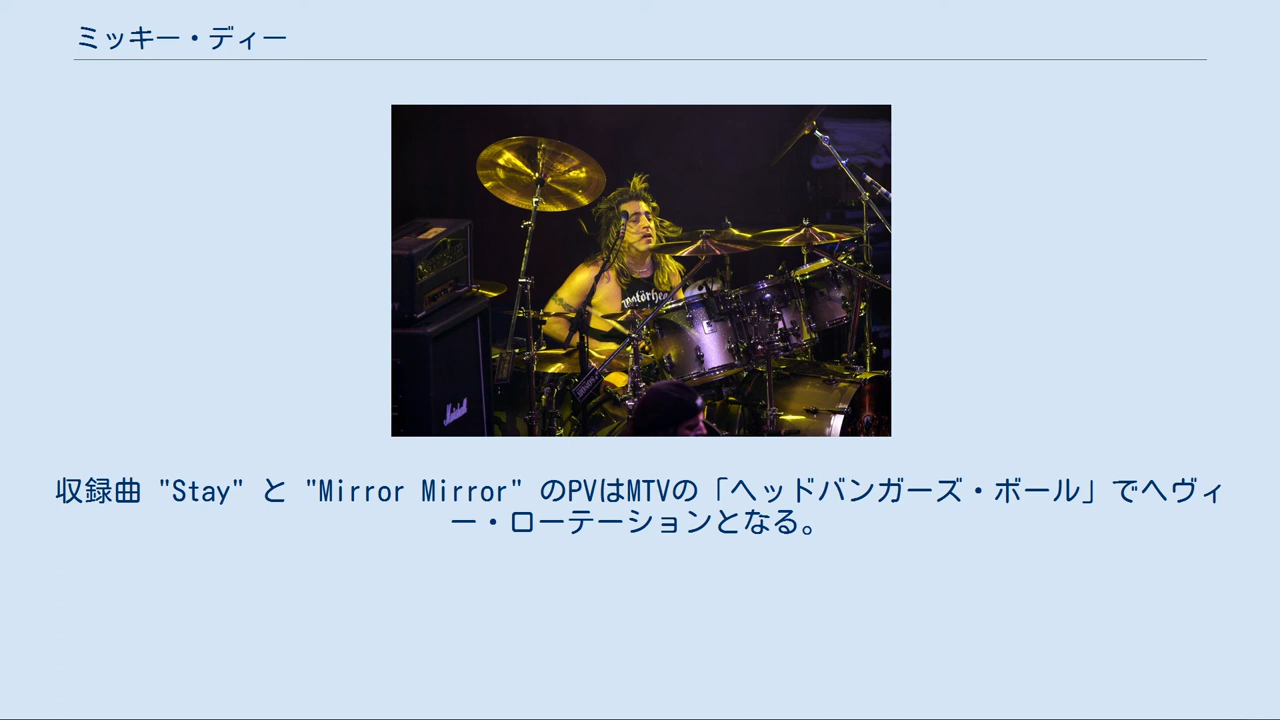 ミッキー・ディー
motörhea
Marshall
収録曲 "Stay" と "Mirror Mirror" のPVはMTVの「ヘッドバンガーズ・ボール」でヘヴィ
ー・ローテーションとなる。